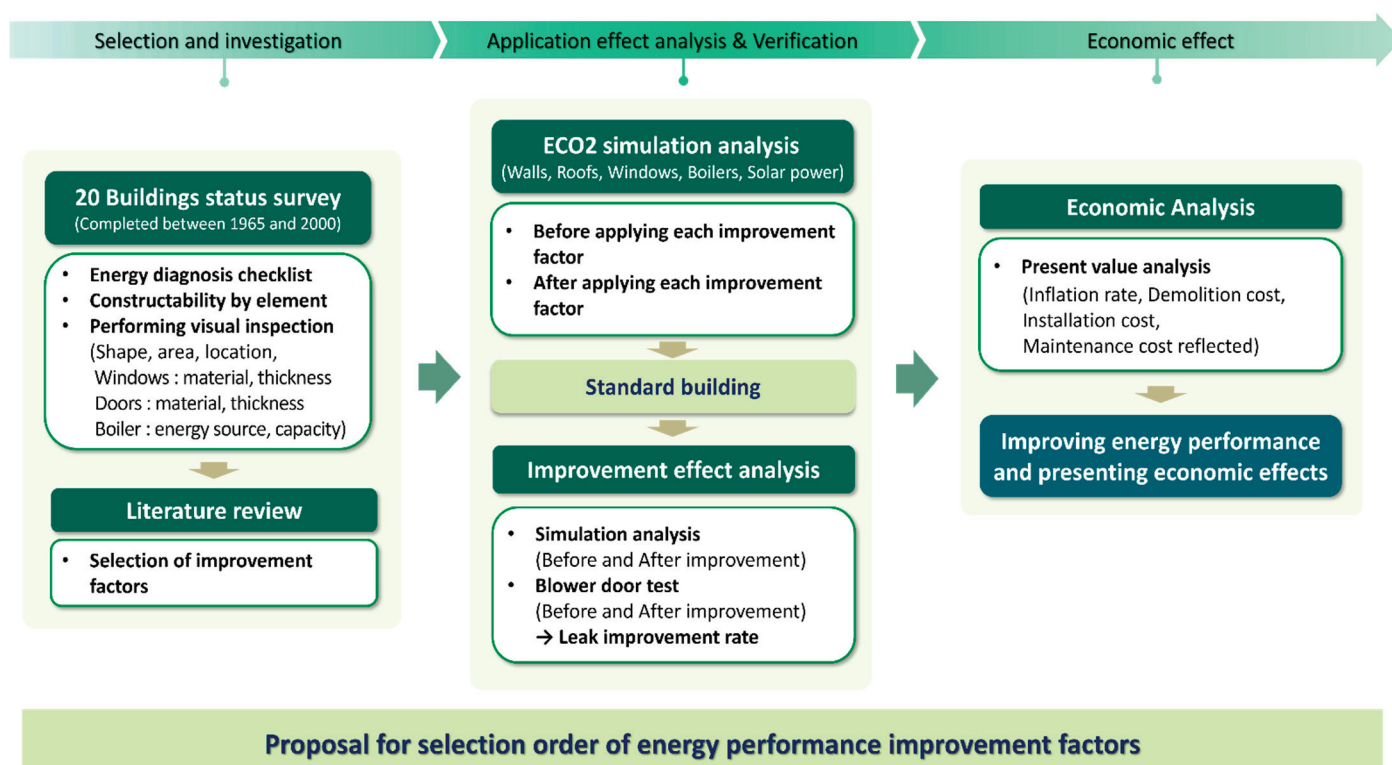 Selection and investigation
Application effect analysis & Verification
Economic effect
20 Buildings status survey
(Completed between 1965 and 2000)
• Energy diagnosis checklist
• Constructability by element
• Performing visual inspection
(Shape, area, location,
Windows : material, thickness
Doors : material, thickness
Boiler : energy source, capacity)
Literature review
• Selection of improvement
factors
ECO2 simulation analysis
(Walls, Roofs, Windows, Boilers, Solar power)
• Before applying each improvement
factor
• After applying each improvement
factor
Standard building
Improvement effect analysis
• Simulation analysis
(Before and After improvement)
• Blower door test
(Before and After improvement)
→ Leak improvement rate
Economic Analysis
• Present value analysis
(Inflation rate, Demolition cost,
Installation cost,
Maintenance cost reflected)
Improving energy performance
and presenting economic effects
Proposal for selection order of energy performance improvement factors